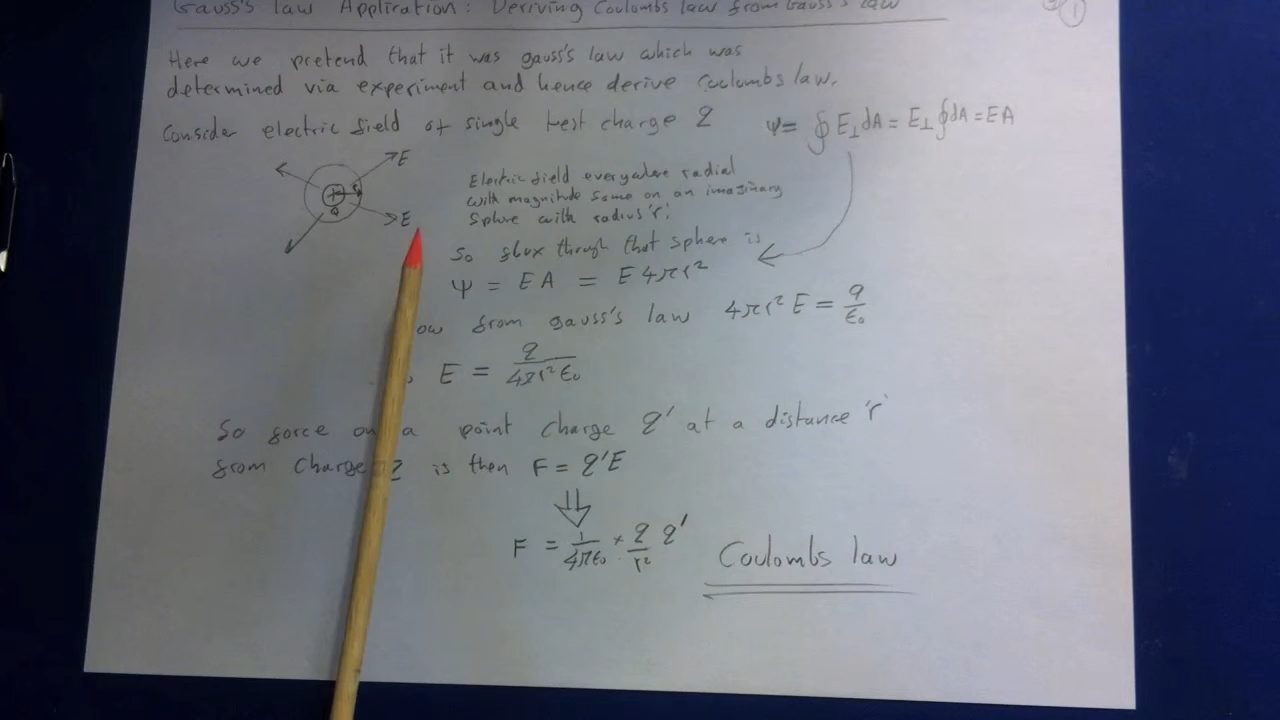 Gauss's law Application: Deriving Coulombs law from Gauss's law
1
Here we pretend that it was gauss's law which was
determined via experiment and hence derive Coulombs law.
Consider electric field of single test charge q
Ψ = ∮ E⊥ dA = E⊥ ∮ dA = EA
E
E
Electric field everywhere radial
with magnitude same on an imaginary
sphere with radius 'r'.
So flux through that sphere is
Ψ = EA = E4πr²
ow from gauss's law 4πr² E = q/ε₀
E = q/4πr²ε₀
So force on a point charge q' at a distance 'r'
from charge q is then F = q'E
⇓
F = 1/4πε₀ × q/r² q' Coulombs law